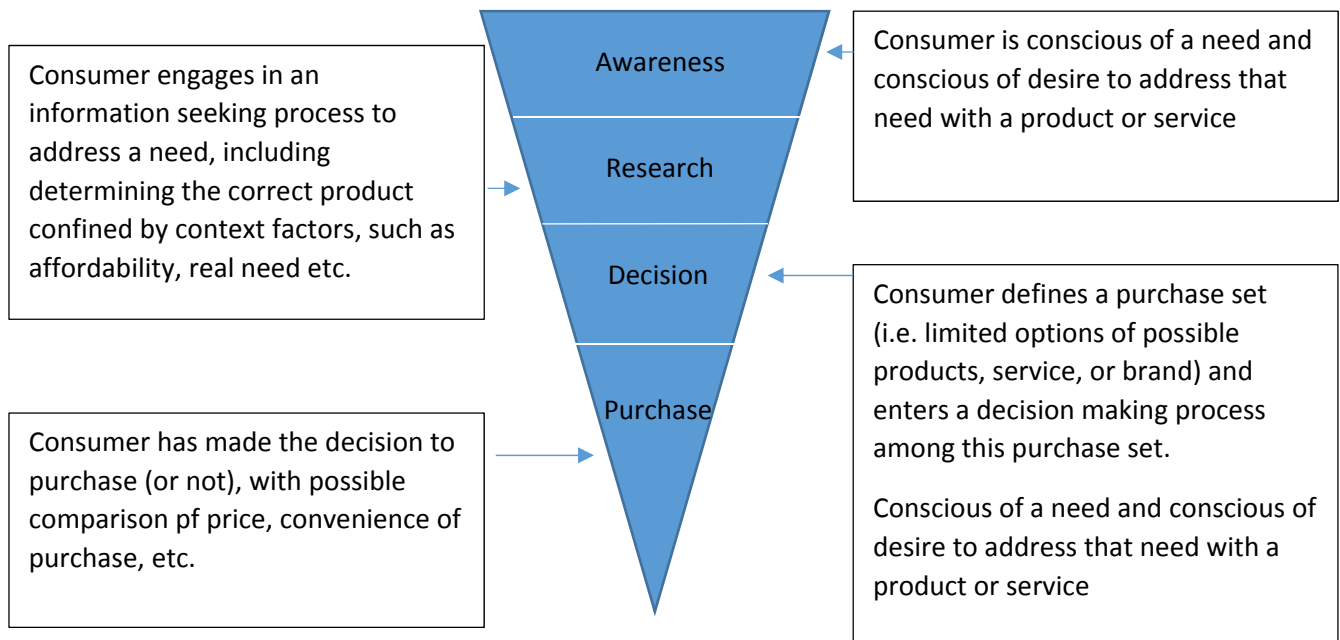 Awareness
Consumer is conscious of a need and
conscious of desire to address that
need with a product or service
Consumer engages in an
information seeking process to
address a need, including
determining the correct product
confined by context factors, such as
affordability, real need etc.
Research
Decision
Consumer defines a purchase set
(i.e. limited options of possible
products, service, or brand) and
enters a decision making process
among this purchase set.
Conscious of a need and conscious of
desire to address that need with a
product or service
Purchase
Consumer has made the decision to
purchase (or not), with possible
comparison pf price, convenience of
purchase, etc.